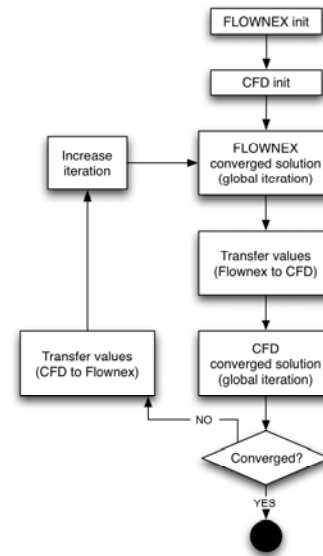 FLOWNEX init
CFD init
FLOWNEX
converged solution
(global iteration)
Increase
iteration
Transfer values
(Flownex to CFD)
CFD
converged solution
(global iteration)
Transfer values
(CFD to Flownex)
NO
Converged?
YES